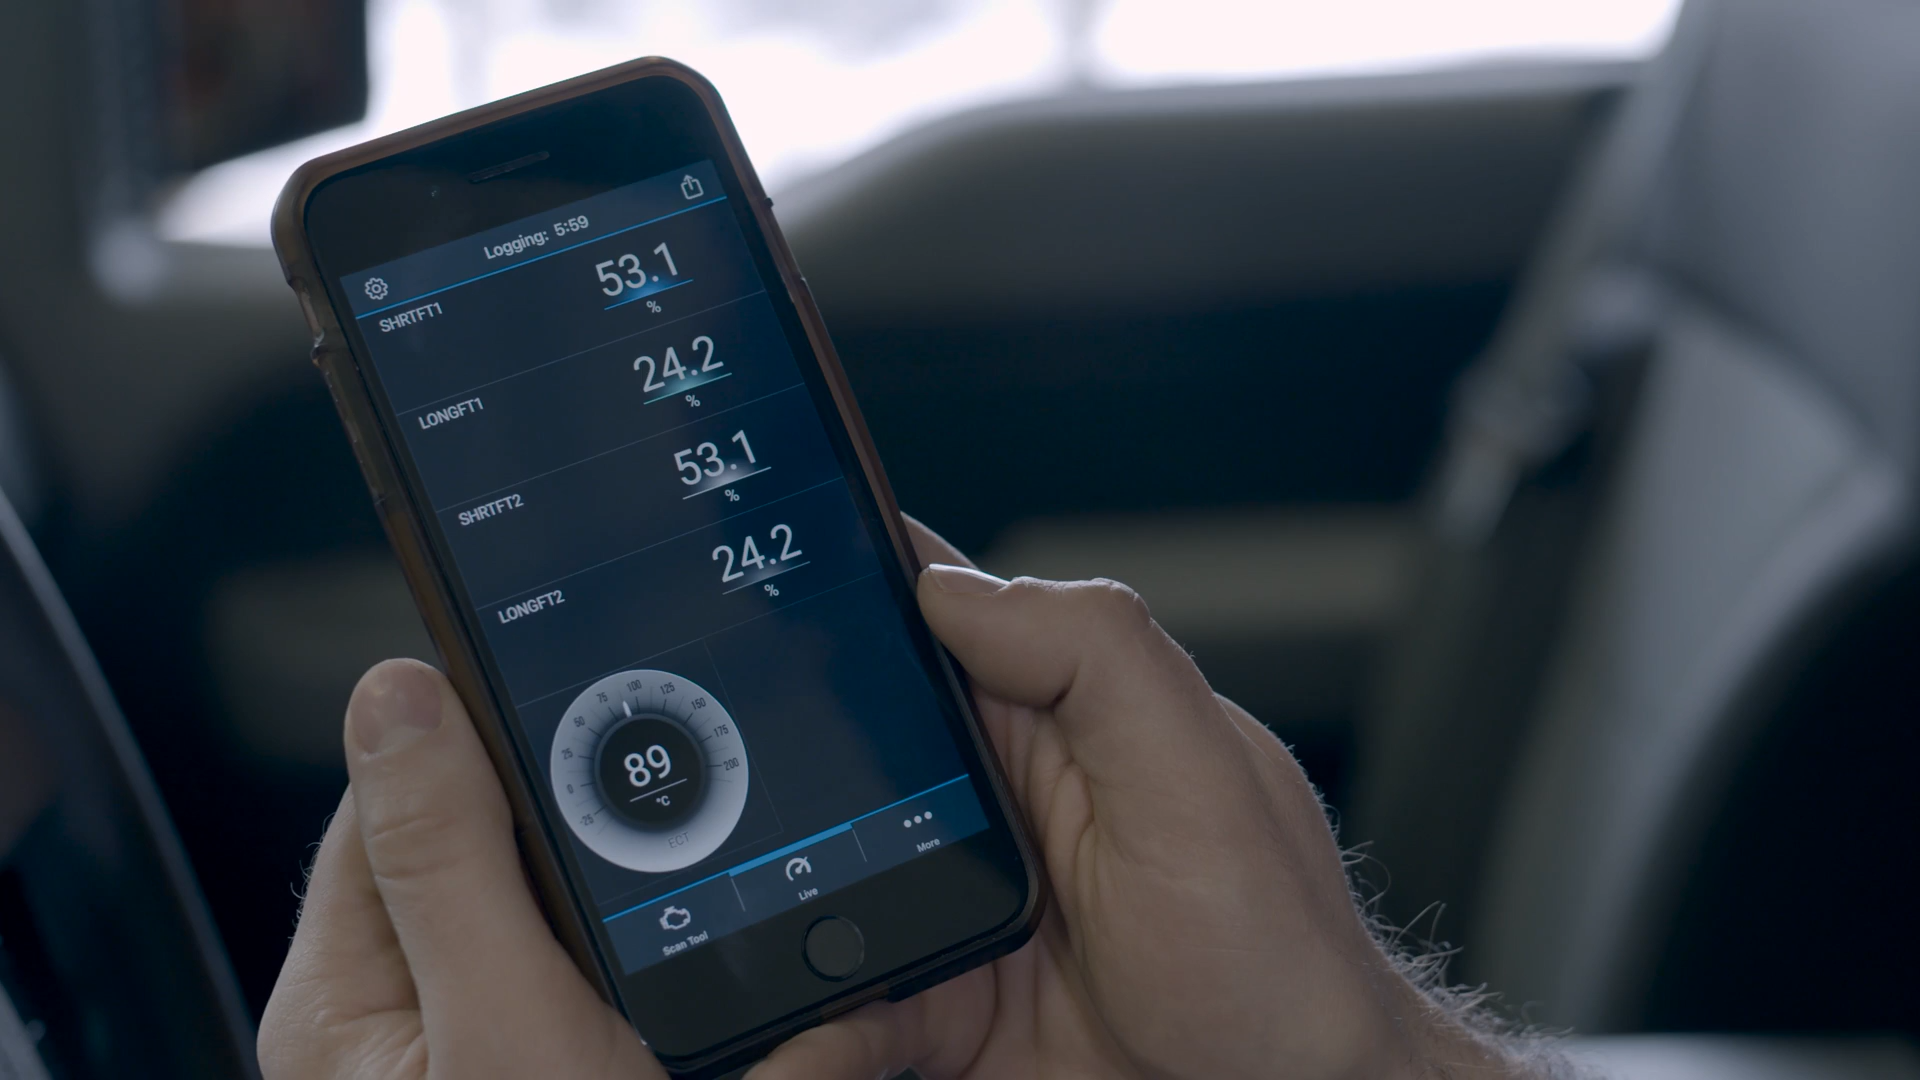 Logging: 5:59
SHRTFT1
53.1
%
LONGFT1
24.2
%
SHRTFT2
53.1
%
LONGFT2
24.2
%
-25
0
25
50
75
100
125
150
175
200
89
°C
ECT
Scan Tool
Live
More